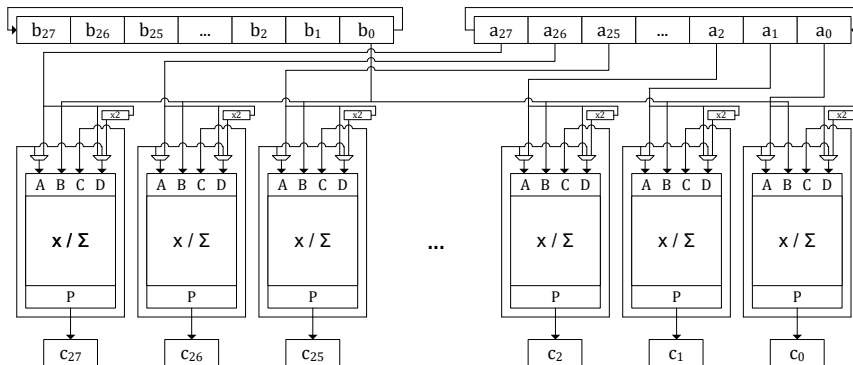 b₂₇ b₂₆ b₂₅ ... b₂ b₁ b₀ a₂₇ a₂₆ a₂₅ ... a₂ a₁ a₀
x2 x2 x2 x2 x2 x2
A B C D A B C D A B C D A B C D A B C D A B C D
x / Σ x / Σ x / Σ ... x / Σ x / Σ x / Σ
P P P P P P
c₂₇ c₂₆ c₂₅ c₂ c₁ c₀